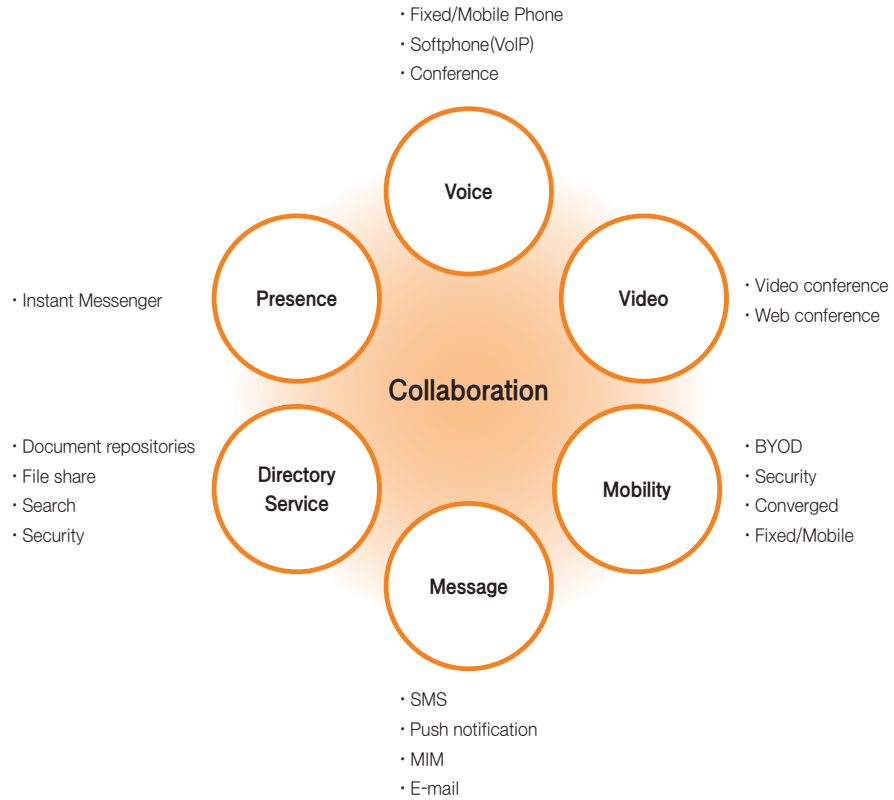 · Fixed/Mobile Phone
· Softphone(VoIP)
· Conference
Voice
Presence
· Instant Messenger
Video
· Video conference
· Web conference
Collaboration
· Document repositories
· File share
· Search
· Security
Directory
Service
Mobility
· BYOD
· Security
· Converged
· Fixed/Mobile
Message
· SMS
· Push notification
· MIM
· E-mail